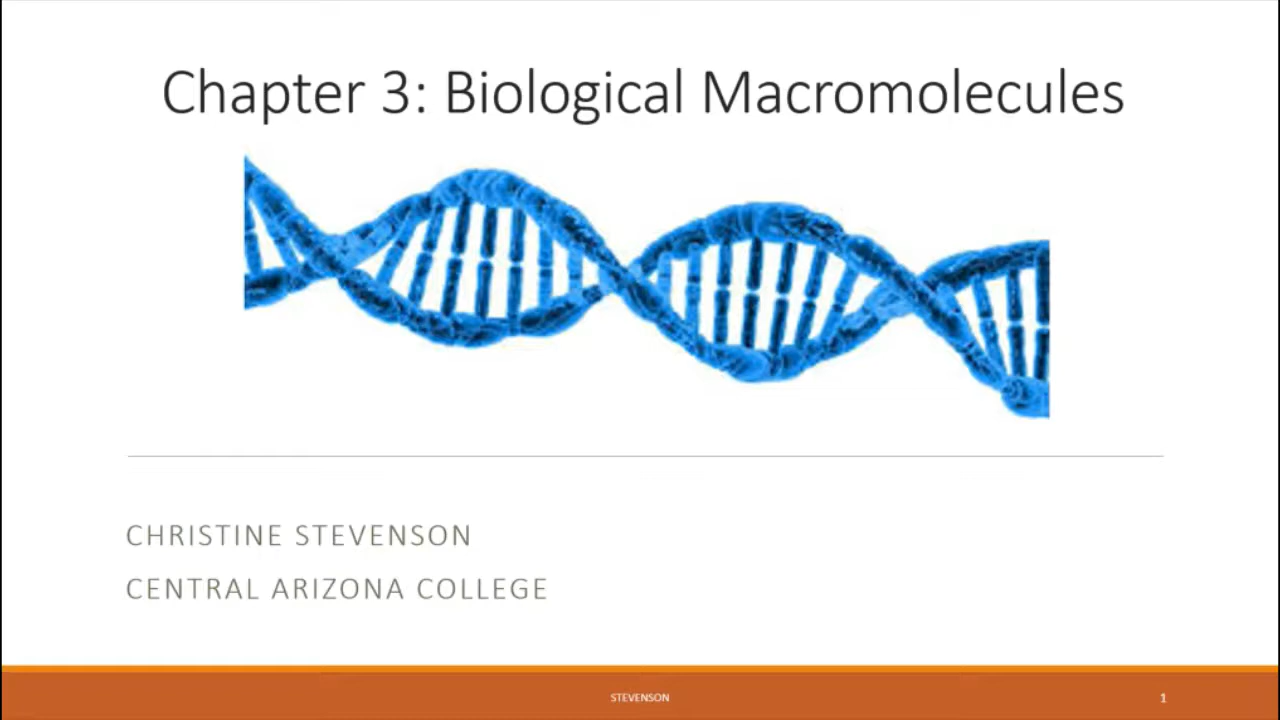 Chapter 3: Biological Macromolecules
CHRISTINE STEVENSON
CENTRAL ARIZONA COLLEGE
STEVENSON
1